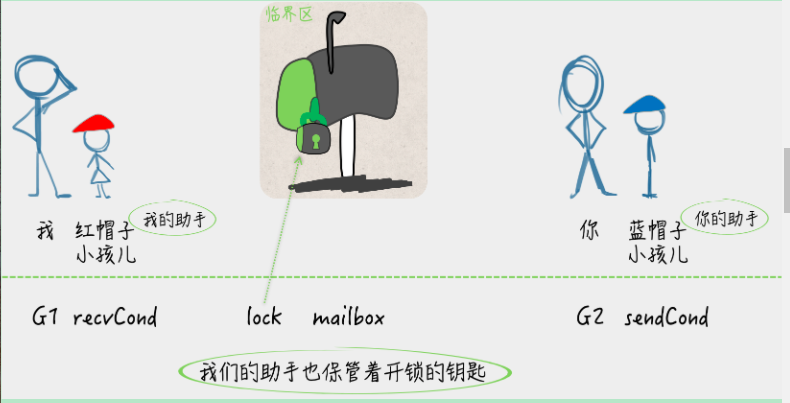 临界区
我的助手
你的助手
我 红帽子
小孩儿
你 蓝帽子
小孩儿
G1 recvCond lock mailbox G2 sendCond
我们的助手也保管着开锁的钥匙